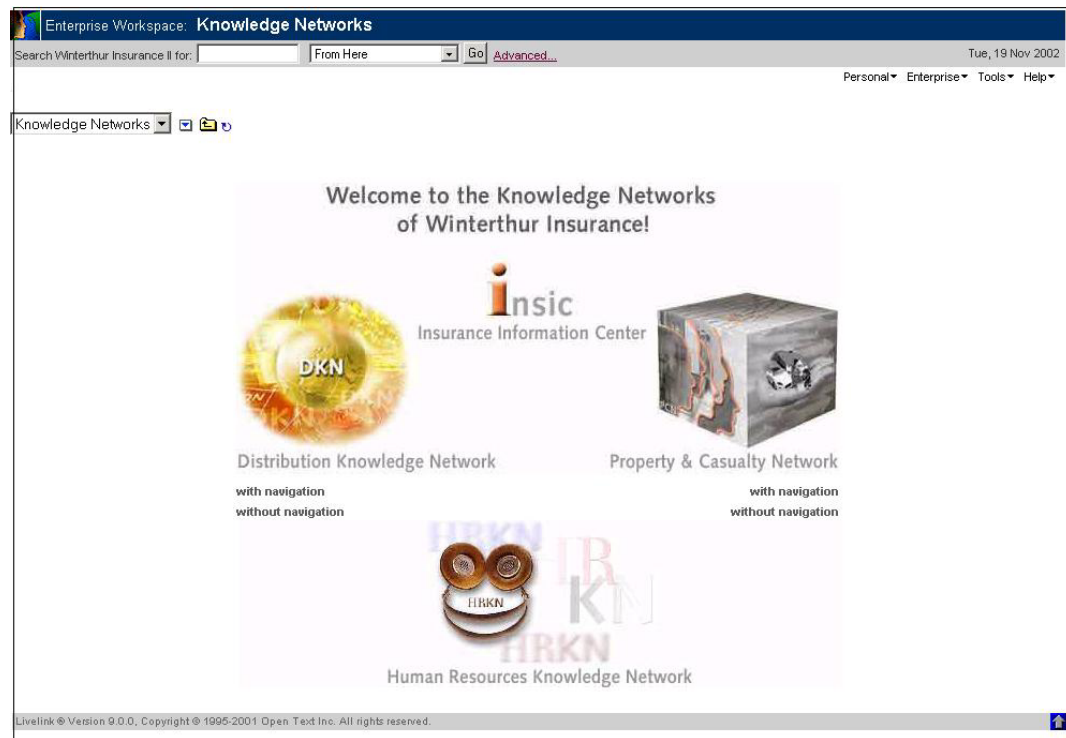 Enterprise Workspace: Knowledge Networks
Search Winterthur Insurance II for: From Here Go Advanced...
Tue, 19 Nov 2002
Personal Enterprise Tools Help
Knowledge Networks
Welcome to the Knowledge Networks
of Winterthur Insurance!
insic
Insurance Information Center
DKN
Distribution Knowledge Network
Property & Casualty Network
with navigation
with navigation
without navigation
without navigation
HRKN
HR
KN
HRKN
HRKN
Human Resources Knowledge Network
Livelink ® Version 9.0.0, Copyright © 1995-2001 Open Text Inc. All rights reserved.